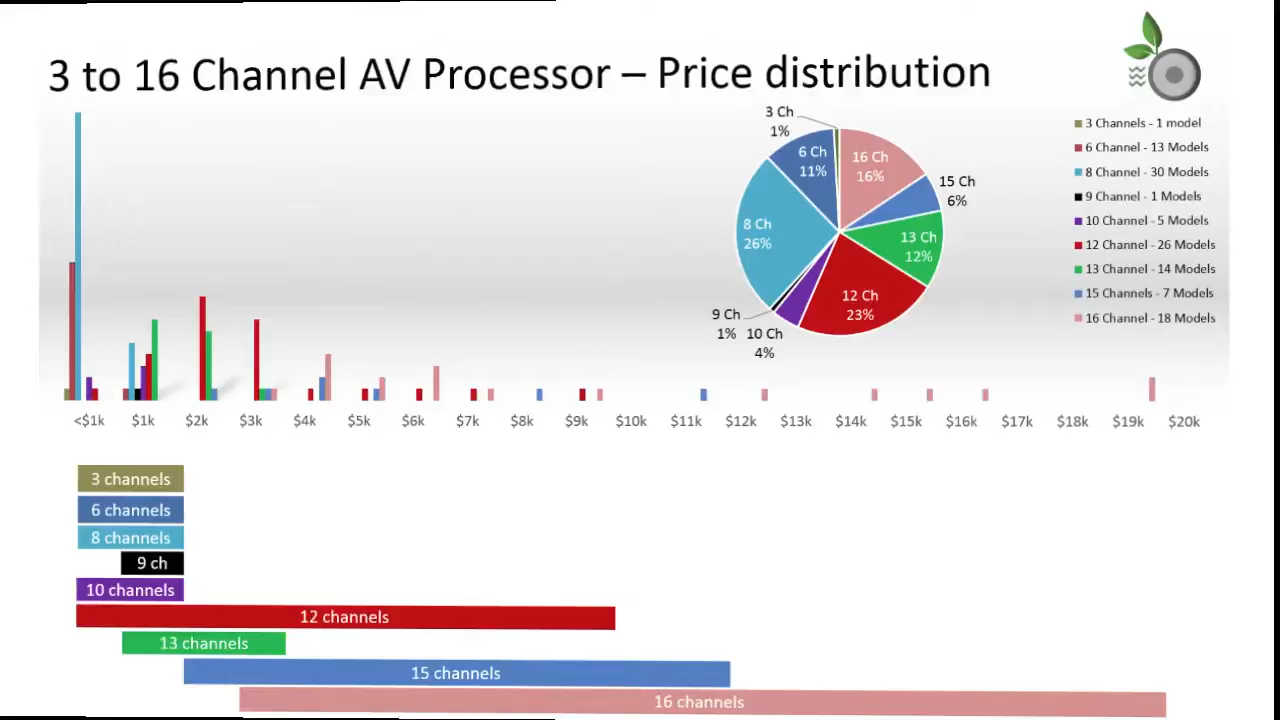 3 to 16 Channel AV Processor – Price distribution
3 Ch
1%
6 Ch
11%
16 Ch
16%
15 Ch
6%
8 Ch
26%
13 Ch
12%
12 Ch
23%
9 Ch
1%
10 Ch
4%
3 Channels - 1 model
6 Channel - 13 Models
8 Channel - 30 Models
9 Channel - 1 Models
10 Channel - 5 Models
12 Channel - 26 Models
13 Channel - 14 Models
15 Channels - 7 Models
16 Channel - 18 Models
<$1k $1k $2k $3k $4k $5k $6k $7k $8k $9k $10k $11k $12k $13k $14k $15k $16k $17k $18k $19k $20k
3 channels
6 channels
8 channels
9 ch
10 channels
12 channels
13 channels
15 channels
16 channels